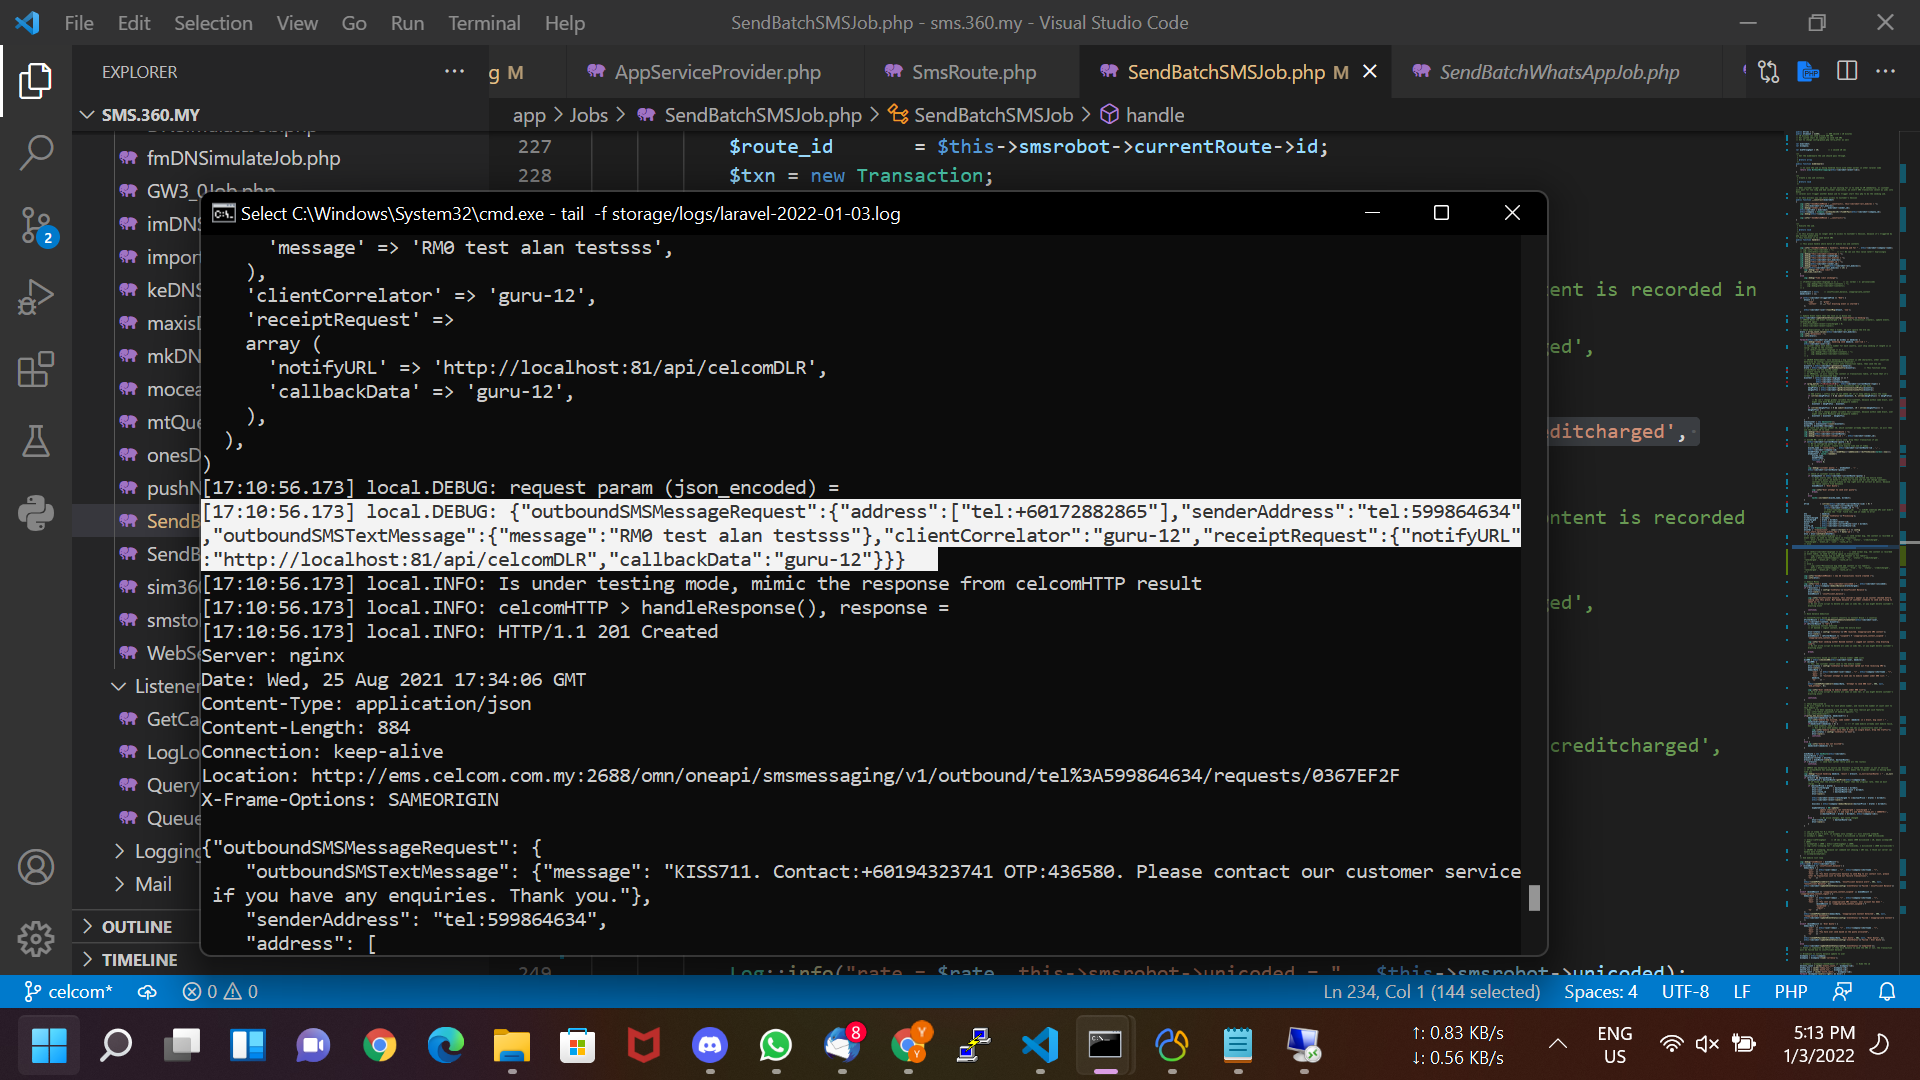 File Edit Selection View Go Run Terminal Help
SendBatchSMSJob.php - sms.360.my - Visual Studio Code
EXPLORER
g M
AppServiceProvider.php
SmsRoute.php
SendBatchSMSJob.php M
SendBatchWhatsAppJob.php
SMS.360.MY
app > Jobs > SendBatchSMSJob.php > SendBatchSMSJob > handle
fmDNSimulateJob.php
GW3_0Job.php
imDNS
impor
keDNS
maxis
mkDN
mocea
mtQue
onesD
pushN
SendB
SendB
sim36
smsto
WebSe
Listener
GetCa
LogLo
Query
Queue
Logging
Mail
OUTLINE
TIMELINE
227 $route_id = $this->smsrobot->currentRoute->id;
228 $txn = new Transaction;
tent is recorded in
ed',
editcharged',
ntent is recorded
ged',
creditcharged',
249 Log::info("rate = $rate, this->smsrobot->unicoded = " . $this->smsrobot->unicoded);
Select C:\Windows\System32\cmd.exe - tail -f storage/logs/laravel-2022-01-03.log
'message' => 'RM0 test alan testsss',
),
'clientCorrelator' => 'guru-12',
'receiptRequest' =>
array (
'notifyURL' => 'http://localhost:81/api/celcomDLR',
'callbackData' => 'guru-12',
),
),
)
[17:10:56.173] local.DEBUG: request param (json_encoded) =
[17:10:56.173] local.DEBUG: {"outboundSMSMessageRequest":{"address":["tel:+60172882865"],"senderAddress":"tel:599864634"
,"outboundSMSTextMessage":{"message":"RM0 test alan testsss"},"clientCorrelator":"guru-12","receiptRequest":{"notifyURL"
:"http://localhost:81/api/celcomDLR","callbackData":"guru-12"}}}
[17:10:56.173] local.INFO: Is under testing mode, mimic the response from celcomHTTP result
[17:10:56.173] local.INFO: celcomHTTP > handleResponse(), response =
[17:10:56.173] local.INFO: HTTP/1.1 201 Created
Server: nginx
Date: Wed, 25 Aug 2021 17:34:06 GMT
Content-Type: application/json
Content-Length: 884
Connection: keep-alive
Location: http://ems.celcom.com.my:2688/omn/oneapi/smsmessaging/v1/outbound/tel%3A599864634/requests/0367EF2F
X-Frame-Options: SAMEORIGIN
{"outboundSMSMessageRequest": {
"outboundSMSTextMessage": {"message": "KISS711. Contact:+60194323741 OTP:436580. Please contact our customer service
if you have any enquiries. Thank you."},
"senderAddress": "tel:599864634",
"address": [
2
celcom* 0 0
Ln 234, Col 1 (144 selected) Spaces: 4 UTF-8 LF PHP
8
Y
Y
↑: 0.83 KB/s
↓: 0.56 KB/s
ENG
US
5:13 PM
1/3/2022